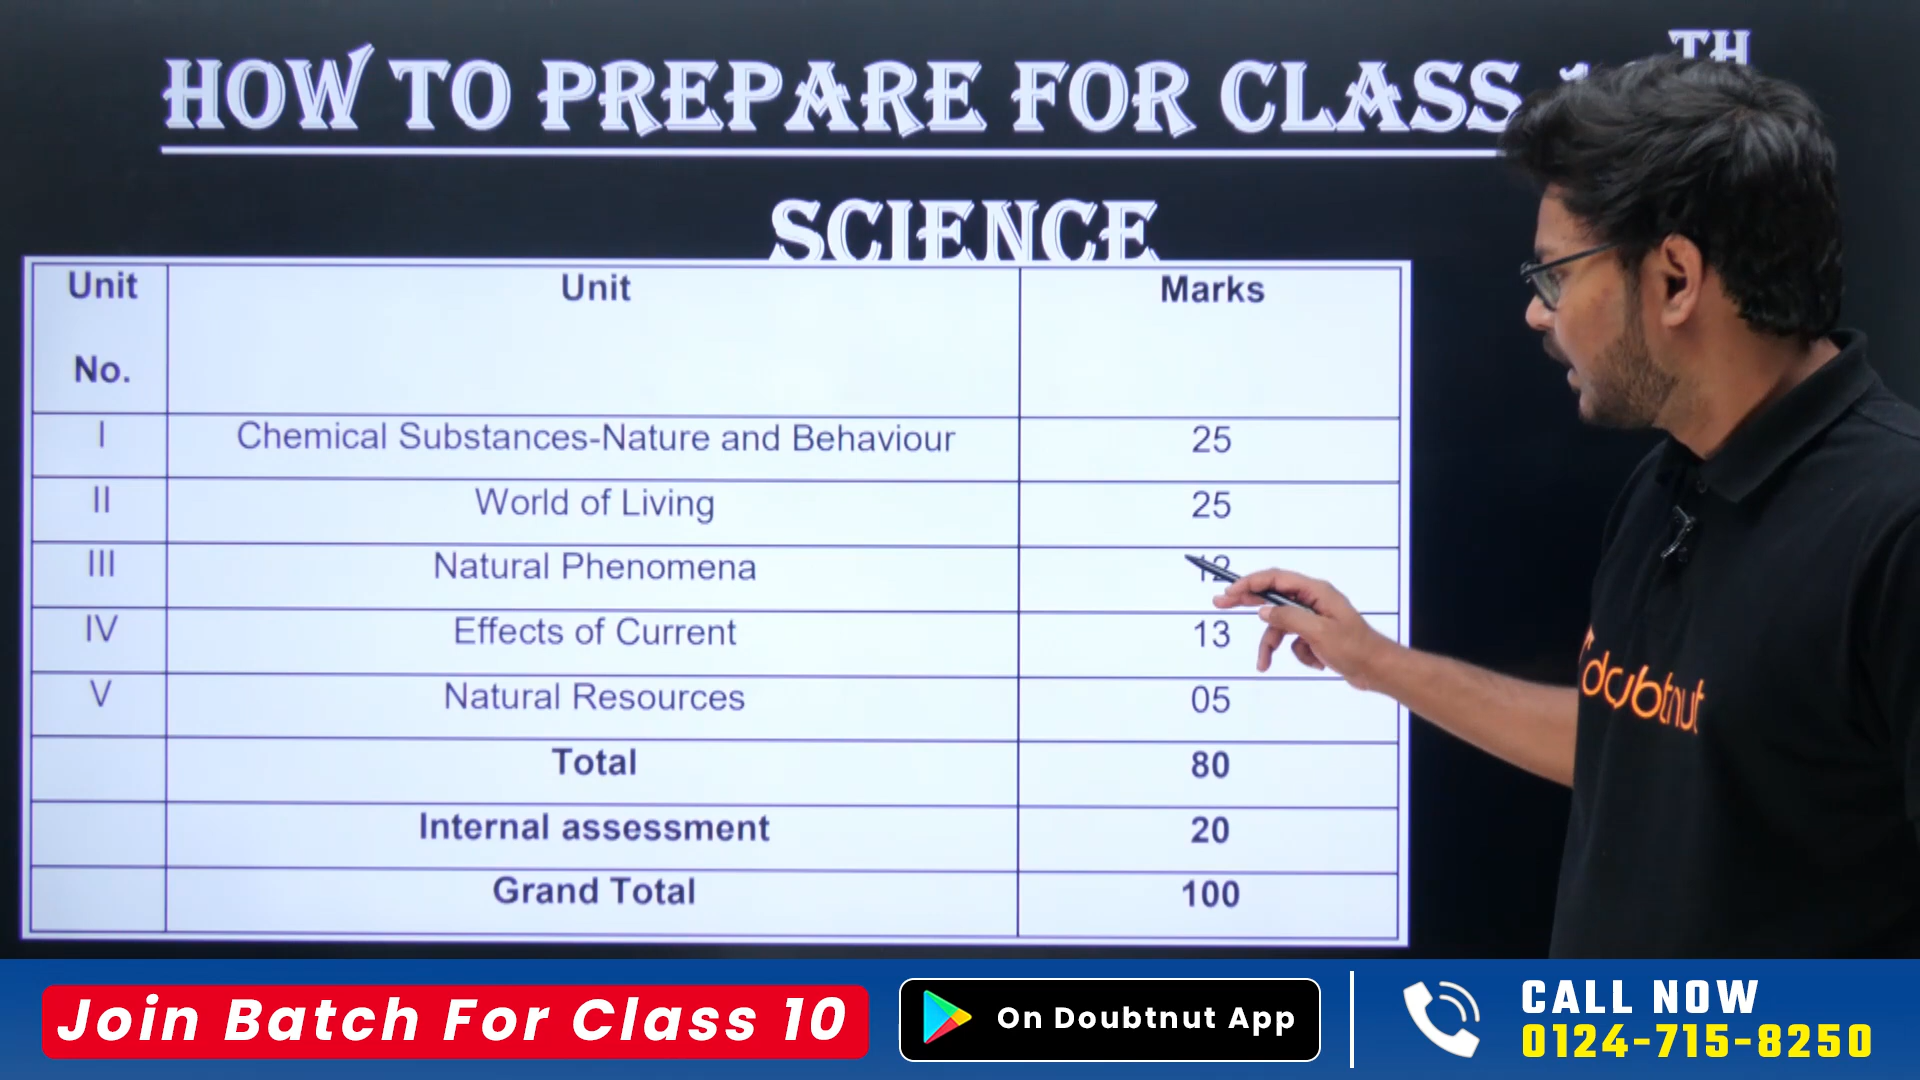 HOW TO PREPARE FOR CLASS TH
SCIENCE
Unit No. Unit Marks
I Chemical Substances-Nature and Behaviour 25
II World of Living 25
III Natural Phenomena 12
IV Effects of Current 13
V Natural Resources 05
Total 80
Internal assessment 20
Grand Total 100
doubtnut
Join Batch For Class 10
On Doubtnut App
CALL NOW
0124-715-8250